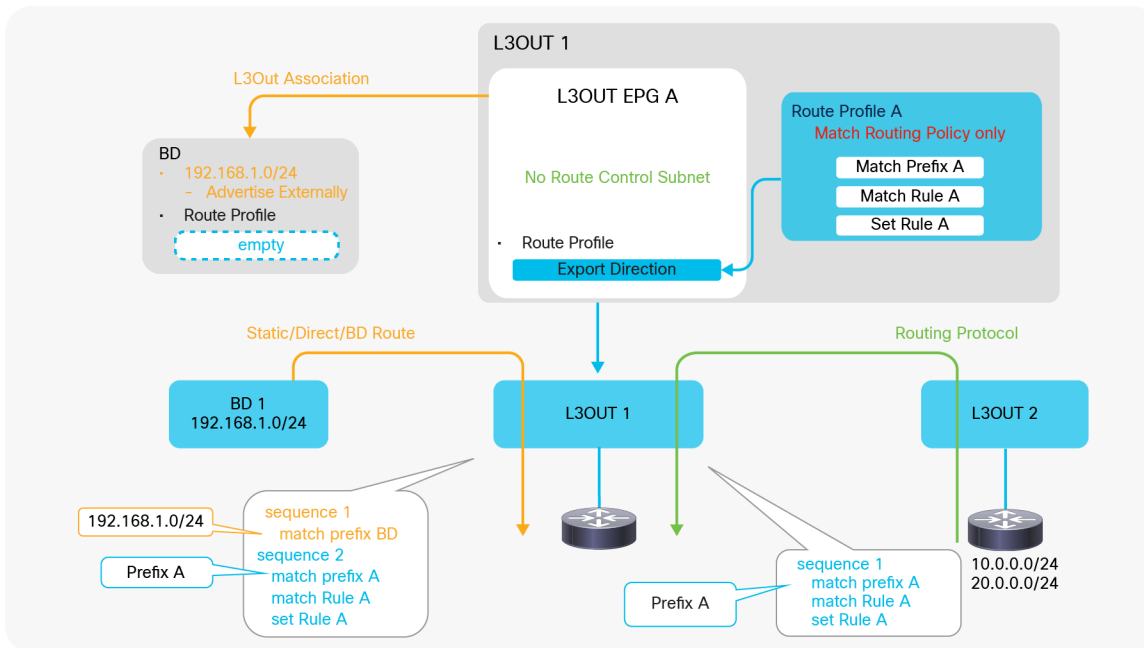 L3OUT 1
L3Out Association
L3OUT EPG A
Route Profile A
Match Routing Policy only
BD
· 192.168.1.0/24
– Advertise Externally
· Route Profile
empty
Match Prefix A
Match Rule A
Set Rule A
No Route Control Subnet
· Route Profile
Export Direction
Static/Direct/BD Route
Routing Protocol
BD 1
192.168.1.0/24
L3OUT 1
L3OUT 2
192.168.1.0/24
Prefix A
sequence 1
match prefix BD
sequence 2
match prefix A
match Rule A
set Rule A
Prefix A
sequence 1
match prefix A
match Rule A
set Rule A
10.0.0.0/24
20.0.0.0/24